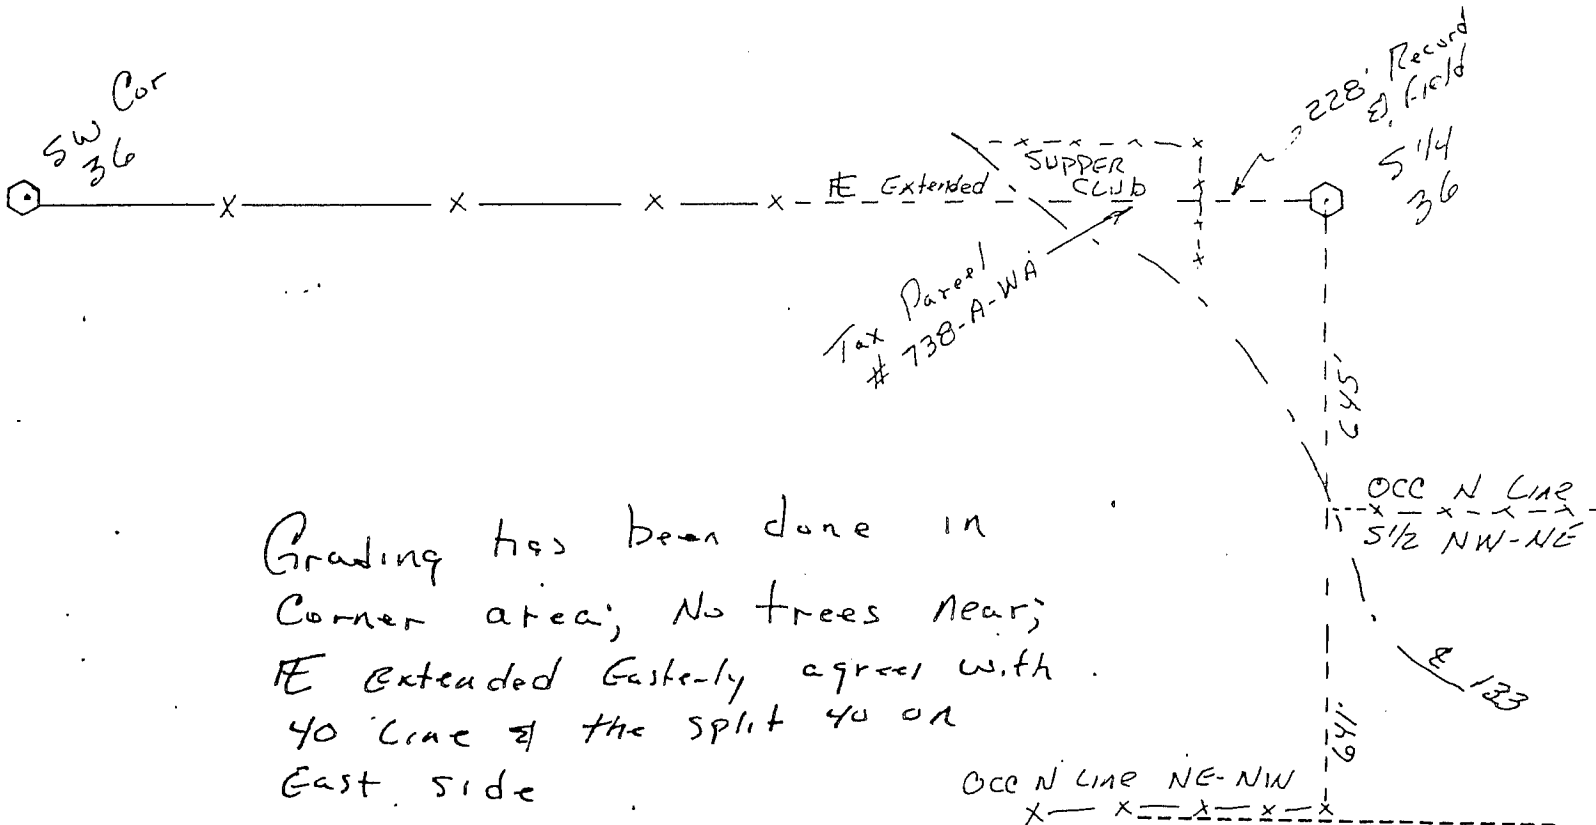 SW Cor
36
FE Extended
SUPPER
CLUB
228' Record
& Field
S 1/4
36
Tax Parcel
# 738-A-WA
645'
OCC N Line
S 1/2 NW-NE
Grading has been done in
Corner area; No trees near;
FE Extended Easterly agrees with
40 Line & the split 40 on
East side
133
641'
OCC N Line NE-NW